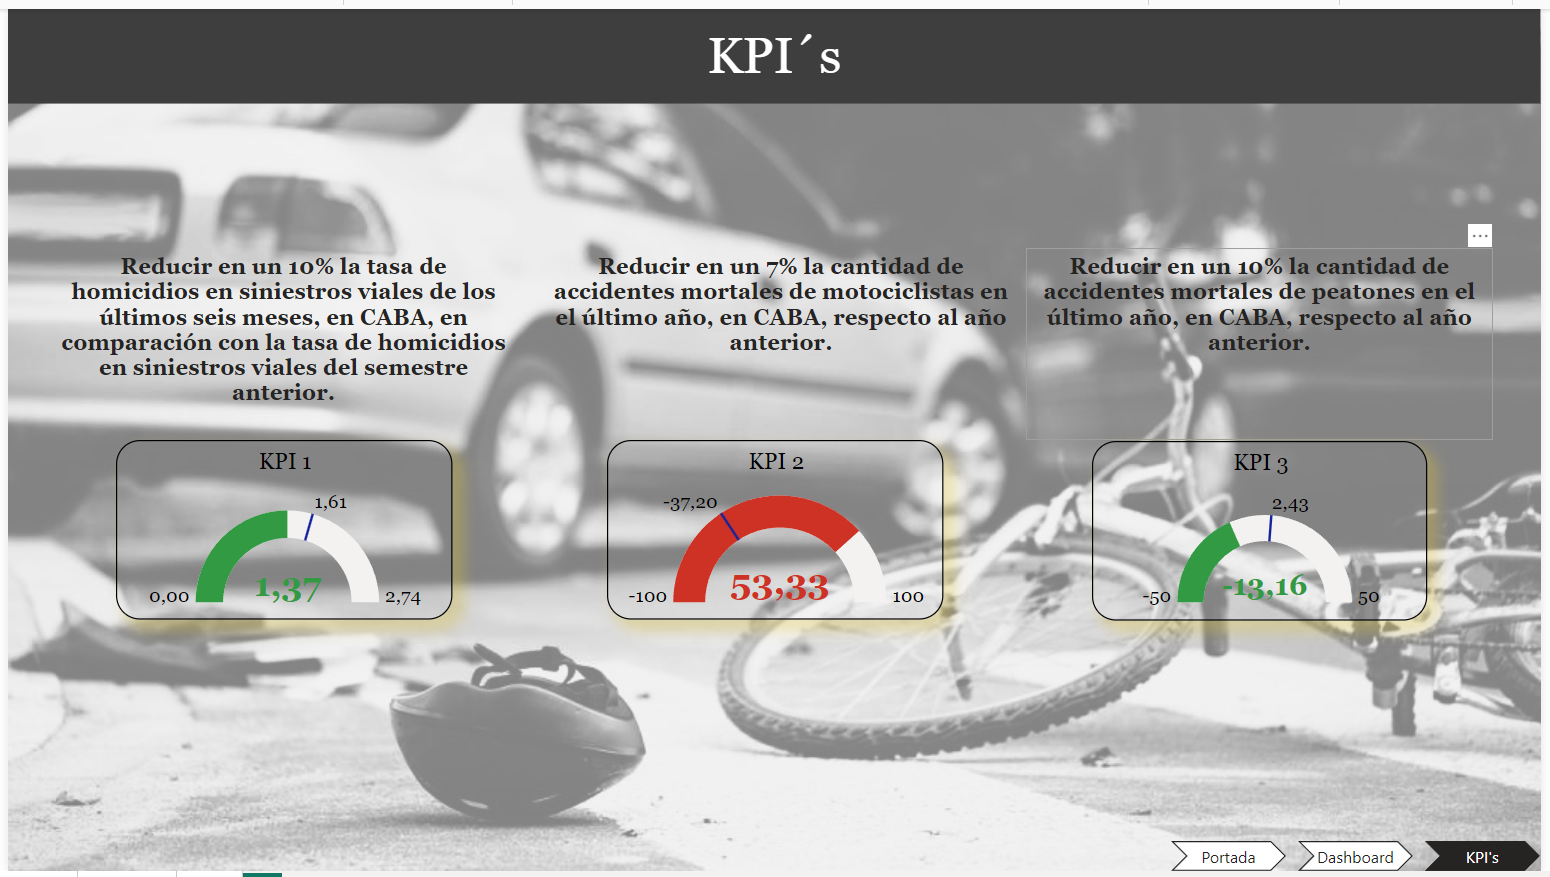 KPI´s
Reducir en un 10% la tasa de
homicidios en siniestros viales de los
últimos seis meses, en CABA, en
comparación con la tasa de homicidios
en siniestros viales del semestre
anterior.
Reducir en un 7% la cantidad de
accidentes mortales de motociclistas en
el último año, en CABA, respecto al año
anterior.
Reducir en un 10% la cantidad de
accidentes mortales de peatones en el
último año, en CABA, respecto al año
anterior.
KPI 1
1,61
1,37
0,00
2,74
KPI 2
-37,20
53,33
-100
100
KPI 3
2,43
-13,16
-50
50
Portada
Dashboard
KPI's